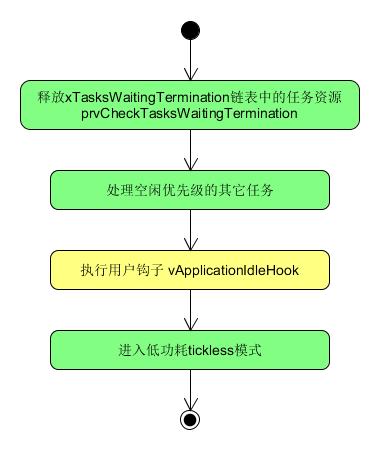 释放xTasksWaitingTermination链表中的任务资源
prvCheckTasksWaitingTermination
处理空闲优先级的其它任务
执行用户钩子 vApplicationIdleHook
进入低功耗tickless模式